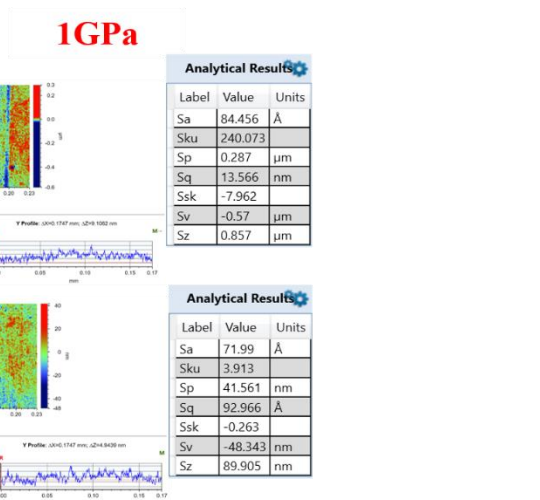 1GPa
Analytical Results
Label Value Units
Sa 84.456 Å
Sku 240.073
Sp 0.287 µm
Sq 13.566 nm
Ssk -7.962
Sv -0.57 µm
Sz 0.857 µm
0.3
0.2
0.0
-0.2
-0.4
-0.6
0.20 0.23
Y Profile: ΔX=0.1747 mm; ΔZ=9.1062 nm
0.05 0.10 0.15 0.17
mm
Analytical Results
Label Value Units
Sa 71.99 Å
Sku 3.913
Sp 41.561 nm
Sq 92.966 Å
Ssk -0.263
Sv -48.343 nm
Sz 89.905 nm
40
20
0
-20
-40
-48
0.20 0.23
Y Profile: ΔX=0.1747 mm; ΔZ=4.9439 nm
0.05 0.10 0.15 0.17